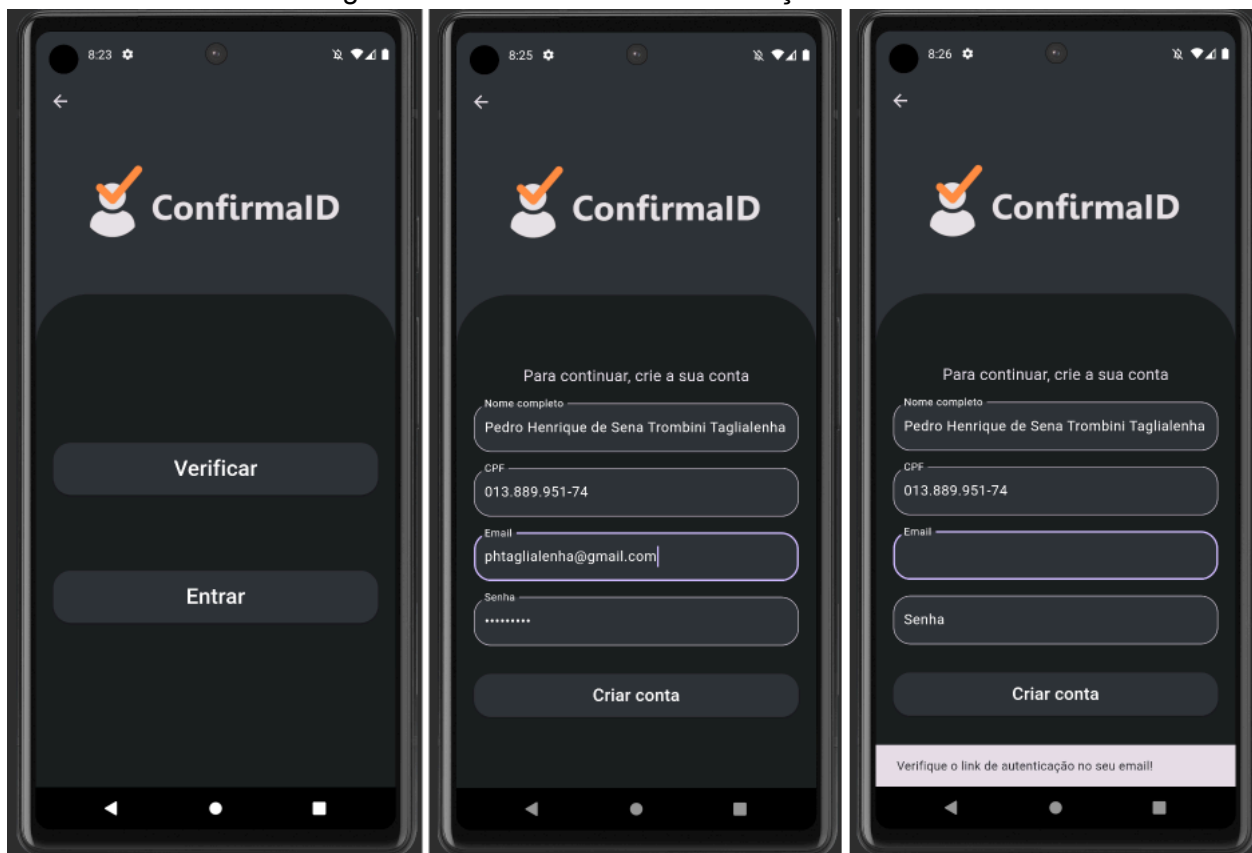 8:23
ConfirmaID
Verificar
Entrar
8:25
ConfirmaID
Para continuar, crie a sua conta
Nome completo
Pedro Henrique de Sena Trombini Taglialenha
CPF
013.889.951-74
Email
phtaglialenha@gmail.com
Senha
•••••••••
Criar conta
8:26
ConfirmaID
Para continuar, crie a sua conta
Nome completo
Pedro Henrique de Sena Trombini Taglialenha
CPF
013.889.951-74
Email
Senha
Criar conta
Verifique o link de autenticação no seu email!